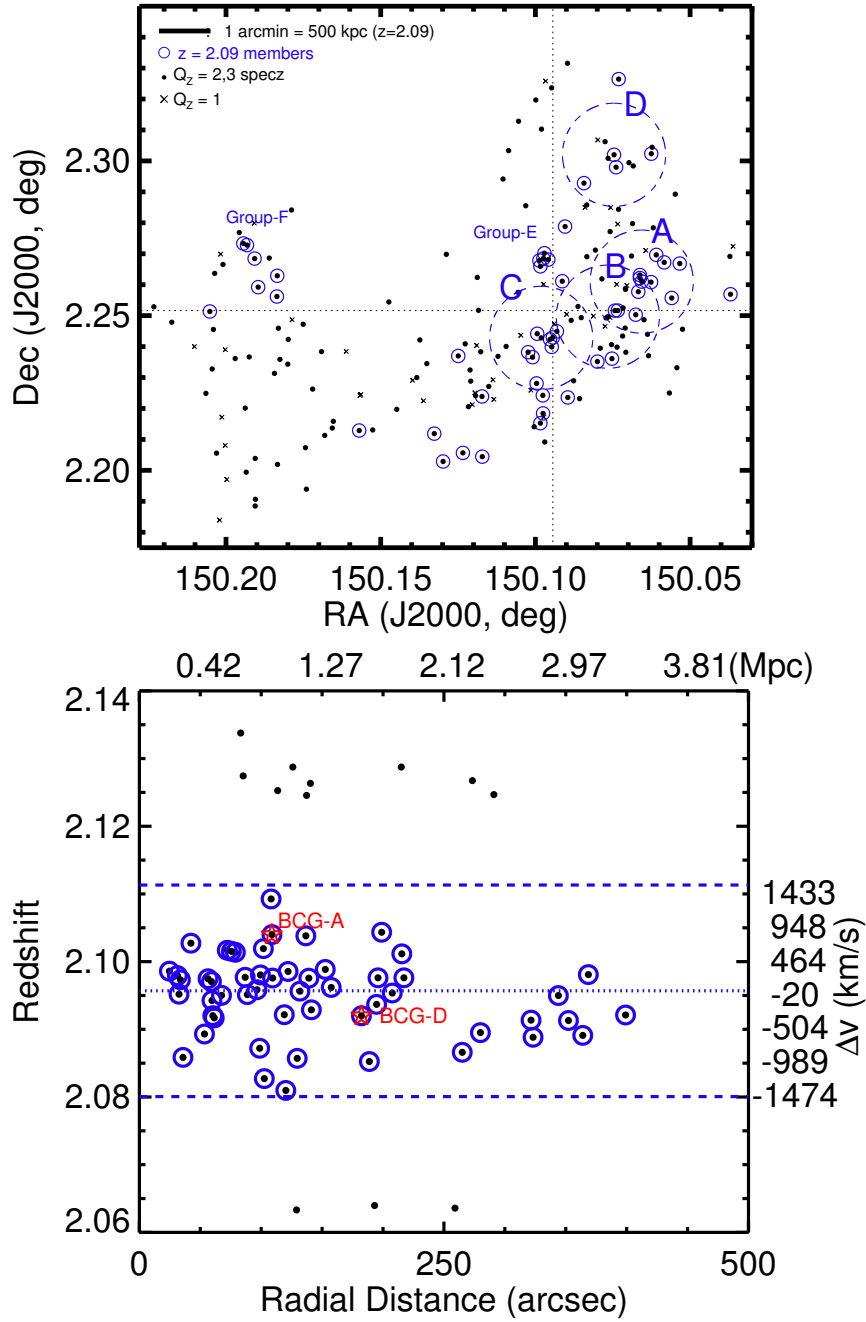 1 arcmin = 500 kpc (z=2.09)
z = 2.09 members
Q_Z = 2,3 specz
Q_Z = 1
D
A
B
C
Group-F
Group-E
2.30
2.25
2.20
Dec (J2000, deg)
150.20 150.15 150.10 150.05
RA (J2000, deg)
0.42 1.27 2.12 2.97 3.81(Mpc)
2.14
2.12
2.10
2.08
2.06
Redshift
BCG-A
BCG-D
1433
948
464
-20
-504
-989
-1474
Δv (km/s)
0 250 500
Radial Distance (arcsec)